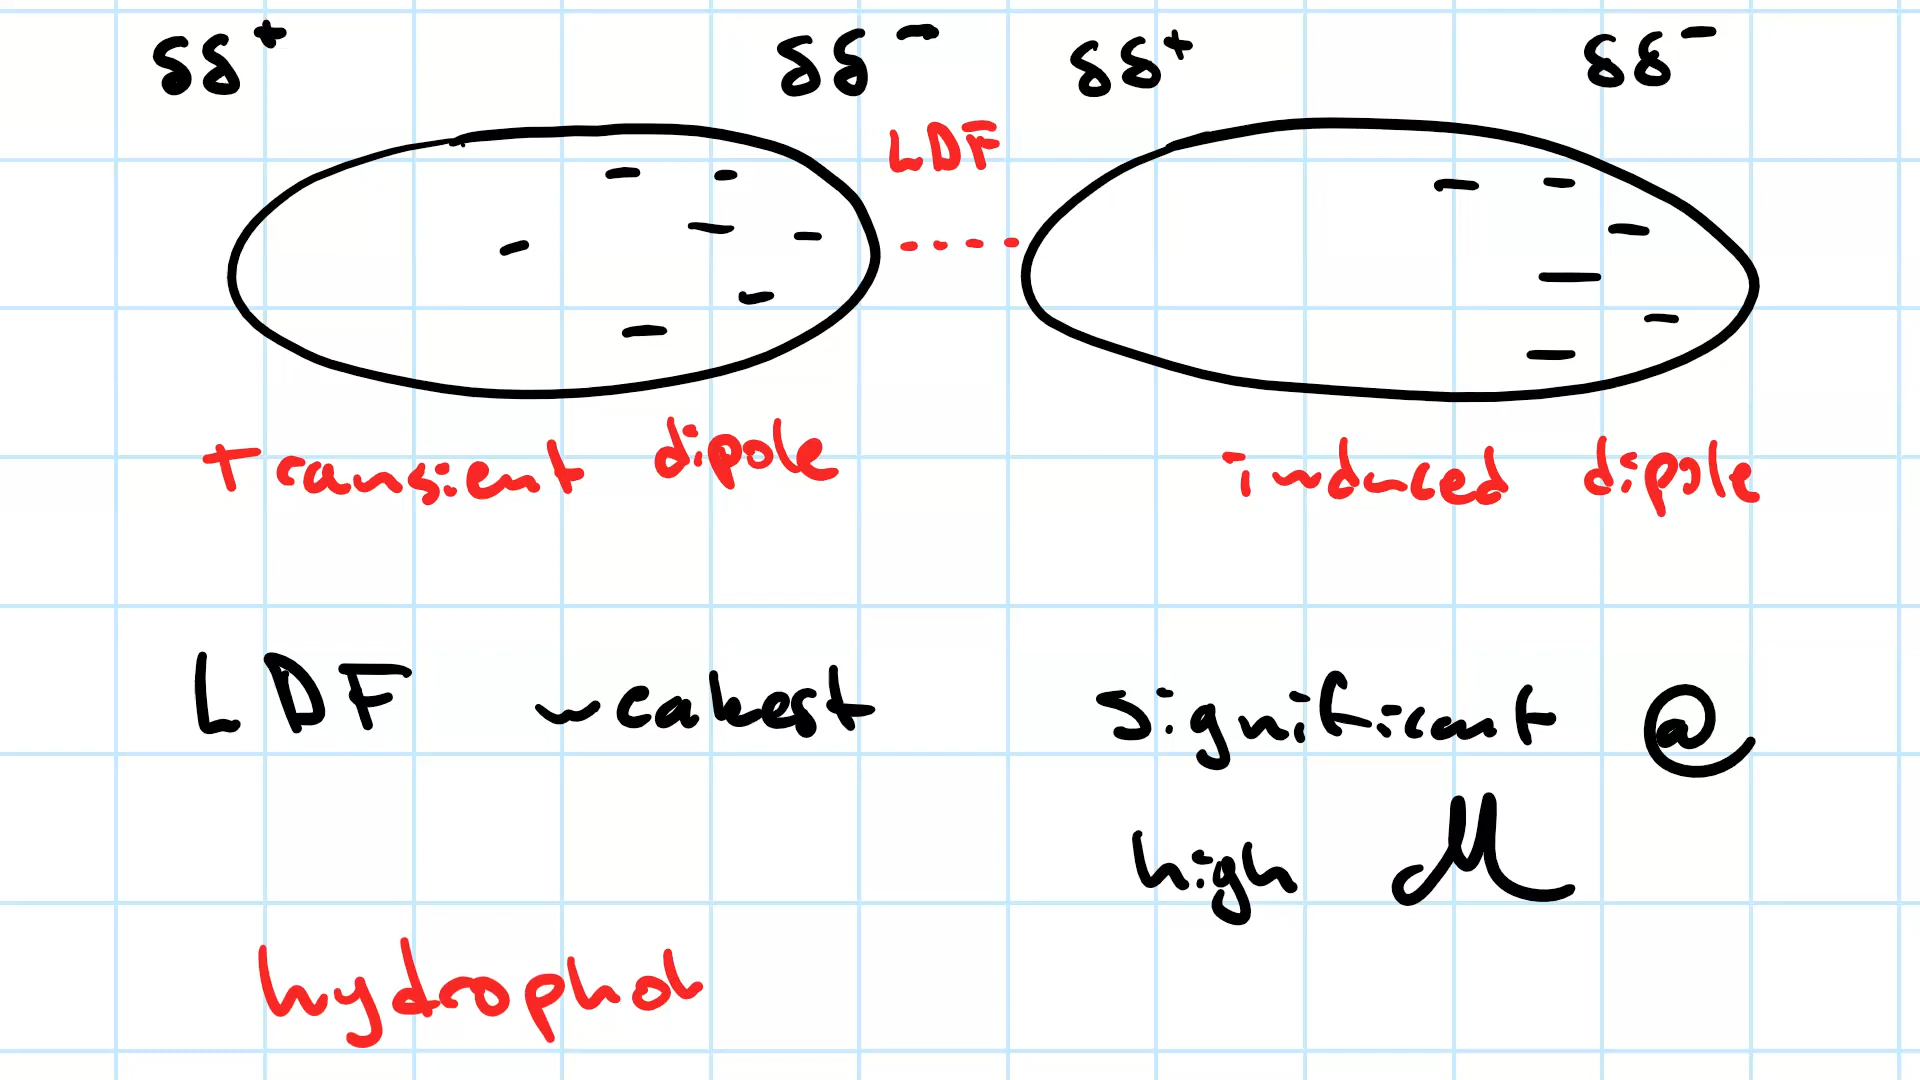 δδ+ δδ- δδ+ δδ-
LDF
transient dipole induced dipole
LDF weakest significant @
high M
hydrophob